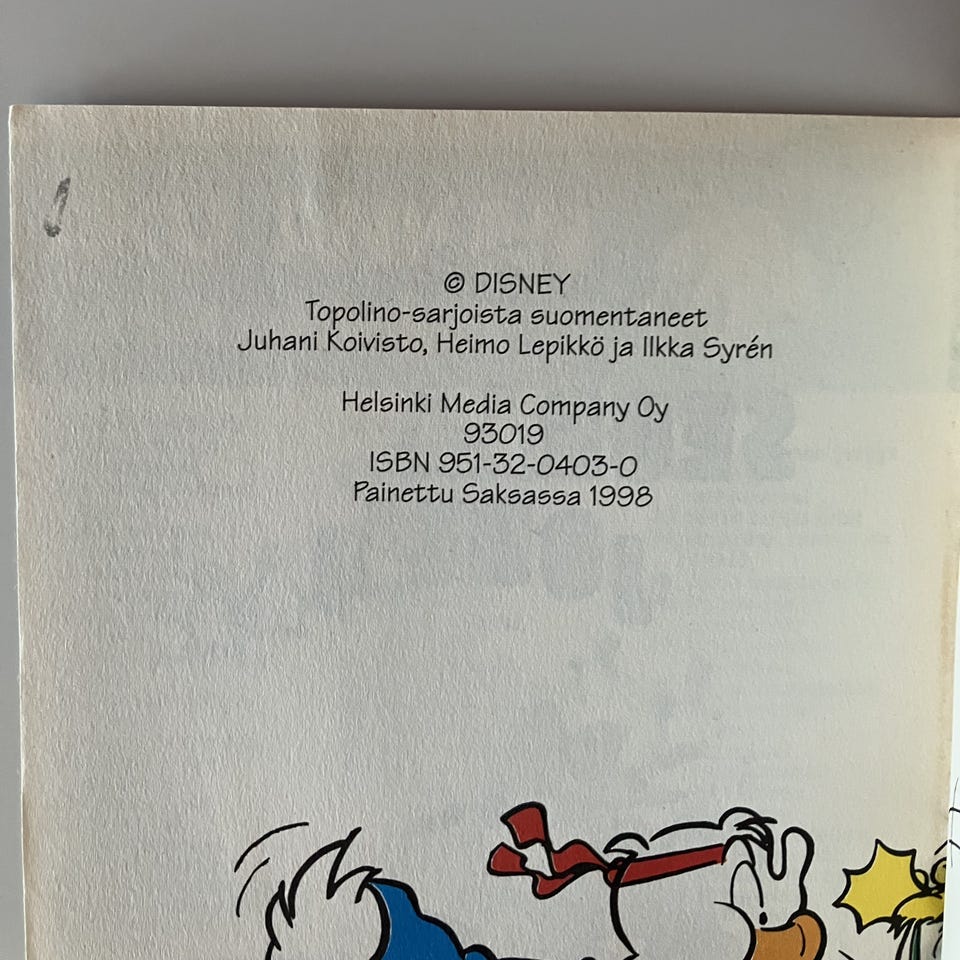 © DISNEY
Topolino-sarjoista suomentaneet
Juhani Koivisto, Heimo Lepikkö ja Ilkka Syrén
Helsinki Media Company Oy
93019
ISBN 951-32-0403-0
Painettu Saksassa 1998